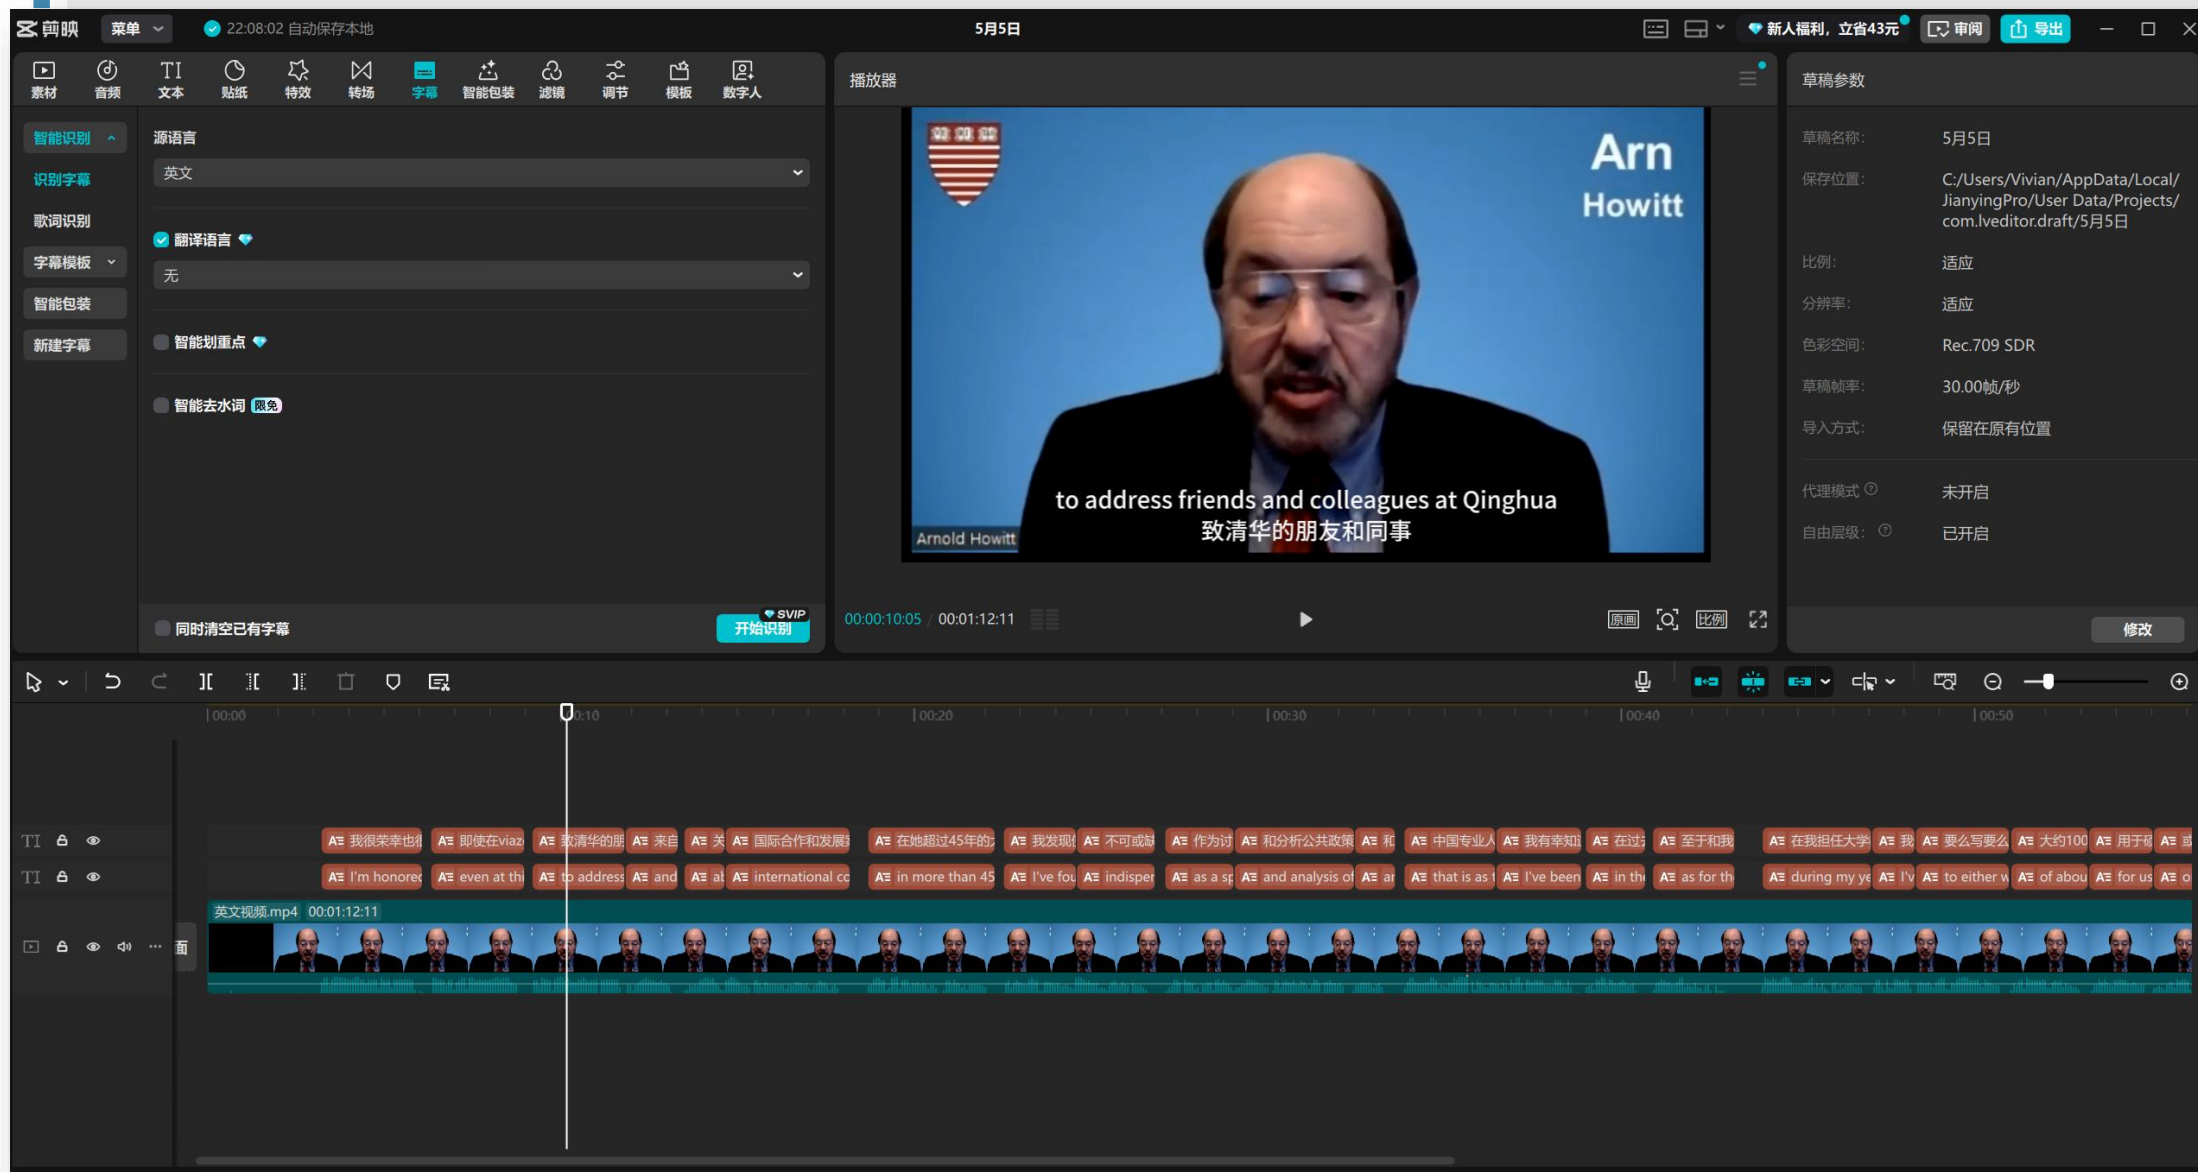 剪映
菜单
22:08:02 自动保存本地
5月5日
新人福利，立省43元
审阅
导出
素材
音频
TI
文本
贴纸
特效
转场
字幕
智能包装
滤镜
调节
模板
数字人
智能识别
识别字幕
歌词识别
字幕模板
智能包装
新建字幕
源语言
英文
翻译语言
无
智能划重点
智能去水词 限免
同时清空已有字幕
SVIP
开始识别
播放器
Arn
Howitt
to address friends and colleagues at Qinghua
致清华的朋友和同事
Arnold Howitt
00:00:10:05 / 00:01:12:11
原画
比例
草稿参数
草稿名称:
5月5日
保存位置:
C:/Users/Vivian/AppData/Local/
JianyingPro/User Data/Projects/
com.lveditor.draft/5月5日
比例:
适应
分辨率:
适应
色彩空间:
Rec.709 SDR
草稿帧率:
30.00帧/秒
导入方式:
保留在原有位置
代理模式
未开启
自由层级:
已开启
修改
00:00
0:10
00:20
00:30
00:40
00:50
TI
我很荣幸也
即使在viaz
致清华的朋
来自
关
国际合作和发展
在她超过45年的
我发现
不可或
作为讨
和分析公共政策
和
中国专业人
我有幸知
在过
至于和我
在我担任大学
我
要么写要么
大约100
用于
TI
I'm honored
even at thi
to address
and
international co
in more than 45
I've fou
indisper
as a sp
and analysis of
that is as
I've been
in the
as for th
during my ye
I'v
to either w
of abou
for us
英文视频.mp4 00:01:12:11
面